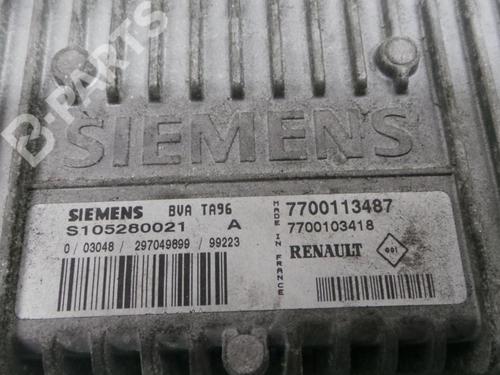 B-PARTS
SIEMENS
SIEMENS BVA TA96
S105280021 A
0 / 03048 / 297049899 / 99223
MADE IN FRANCE
7700113487
7700103418
RENAULT